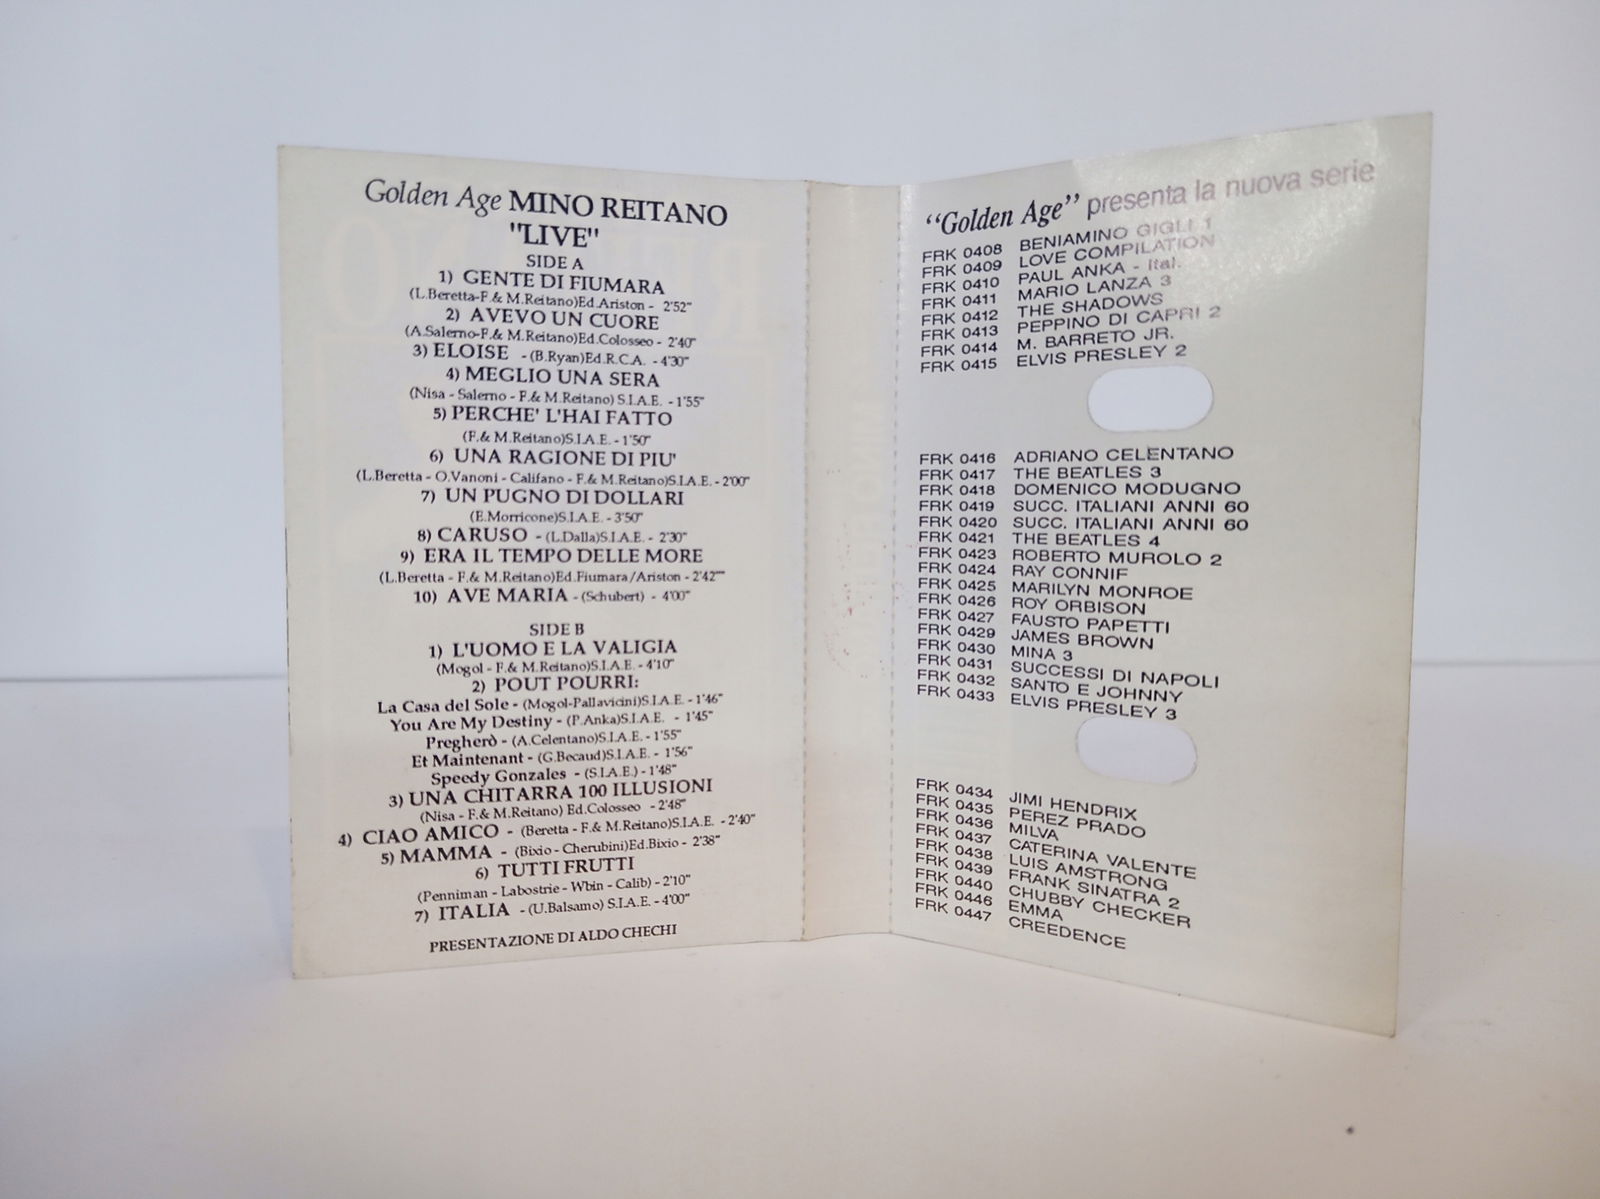 Golden Age MINO REITANO
"LIVE"
SIDE A
1) GENTE DI FIUMARA
(L.Beretta-F.& M.Reitano)Ed.Ariston - 2'52"
2) AVEVO UN CUORE
(A.Salerno-F.& M.Reitano)Ed.Colosseo - 2'40"
3) ELOISE - (B.Ryan)Ed.R.C.A. - 4'30"
4) MEGLIO UNA SERA
(Nisa - Salerno - F.& M.Reitano) S.I.A.E. - 1'55"
5) PERCHE' L'HAI FATTO
(F.& M.Reitano)S.I.A.E. - 1'50"
6) UNA RAGIONE DI PIU'
(L.Beretta - O.Vanoni - Califano - F.& M.Reitano)S.I.A.E. - 2'00"
7) UN PUGNO DI DOLLARI
(E.Morricone)S.I.A.E. - 3'50"
8) CARUSO - (L.Dalla)S.I.A.E. - 2'30"
9) ERA IL TEMPO DELLE MORE
(L.Beretta - F.& M.Reitano)Ed.Fiumara/Ariston - 2'42""
10) AVE MARIA - (Schubert) - 4'00"
SIDE B
1) L'UOMO E LA VALIGIA
(Mogol - F.& M.Reitano)S.I.A.E. - 4'10"
2) POUT POURRI:
La Casa del Sole - (Mogol-Pallavicini)S.I.A.E. - 1'46"
You Are My Destiny - (P.Anka)S.I.A.E. - 1'45"
Pregherò - (A.Celentano)S.I.A.E. - 1'55"
Et Maintenant - (G.Becaud)S.I.A.E. - 1'56"
Speedy Gonzales - (S.I.A.E.) - 1'48"
3) UNA CHITARRA 100 ILLUSIONI
(Nisa - F.& M.Reitano) Ed.Colosseo - 2'48"
4) CIAO AMICO - (Beretta - F.& M.Reitano)S.I.A.E. - 2'40"
5) MAMMA - (Bixio - Cherubini)Ed.Bixio - 2'38"
6) TUTTI FRUTTI
(Penniman - Labostrie - Wbin - Calib) - 2'10"
7) ITALIA - (U.Balsamo) S.I.A.E. - 4'00"
PRESENTAZIONE DI ALDO CHECHI
"Golden Age" presenta la nuova serie
FRK 0408 BENIAMINO GIGLI 1
FRK 0409 LOVE COMPILATION
FRK 0410 PAUL ANKA - Ital.
FRK 0411 MARIO LANZA 3
FRK 0412 THE SHADOWS
FRK 0413 PEPPINO DI CAPRI 2
FRK 0414 M. BARRETO JR.
FRK 0415 ELVIS PRESLEY 2
FRK 0416 ADRIANO CELENTANO
FRK 0417 THE BEATLES 3
FRK 0418 DOMENICO MODUGNO
FRK 0419 SUCC. ITALIANI ANNI 60
FRK 0420 SUCC. ITALIANI ANNI 60
FRK 0421 THE BEATLES 4
FRK 0423 ROBERTO MUROLO 2
FRK 0424 RAY CONNIF
FRK 0425 MARILYN MONROE
FRK 0426 ROY ORBISON
FRK 0427 FAUSTO PAPETTI
FRK 0429 JAMES BROWN
FRK 0430 MINA 3
FRK 0431 SUCCESSI DI NAPOLI
FRK 0432 SANTO E JOHNNY
FRK 0433 ELVIS PRESLEY 3
FRK 0434 JIMI HENDRIX
FRK 0435 PEREZ PRADO
FRK 0436 MILVA
FRK 0437 CATERINA VALENTE
FRK 0438 LUIS AMSTRONG
FRK 0439 FRANK SINATRA 2
FRK 0440 CHUBBY CHECKER
FRK 0446 EMMA
FRK 0447 CREEDENCE